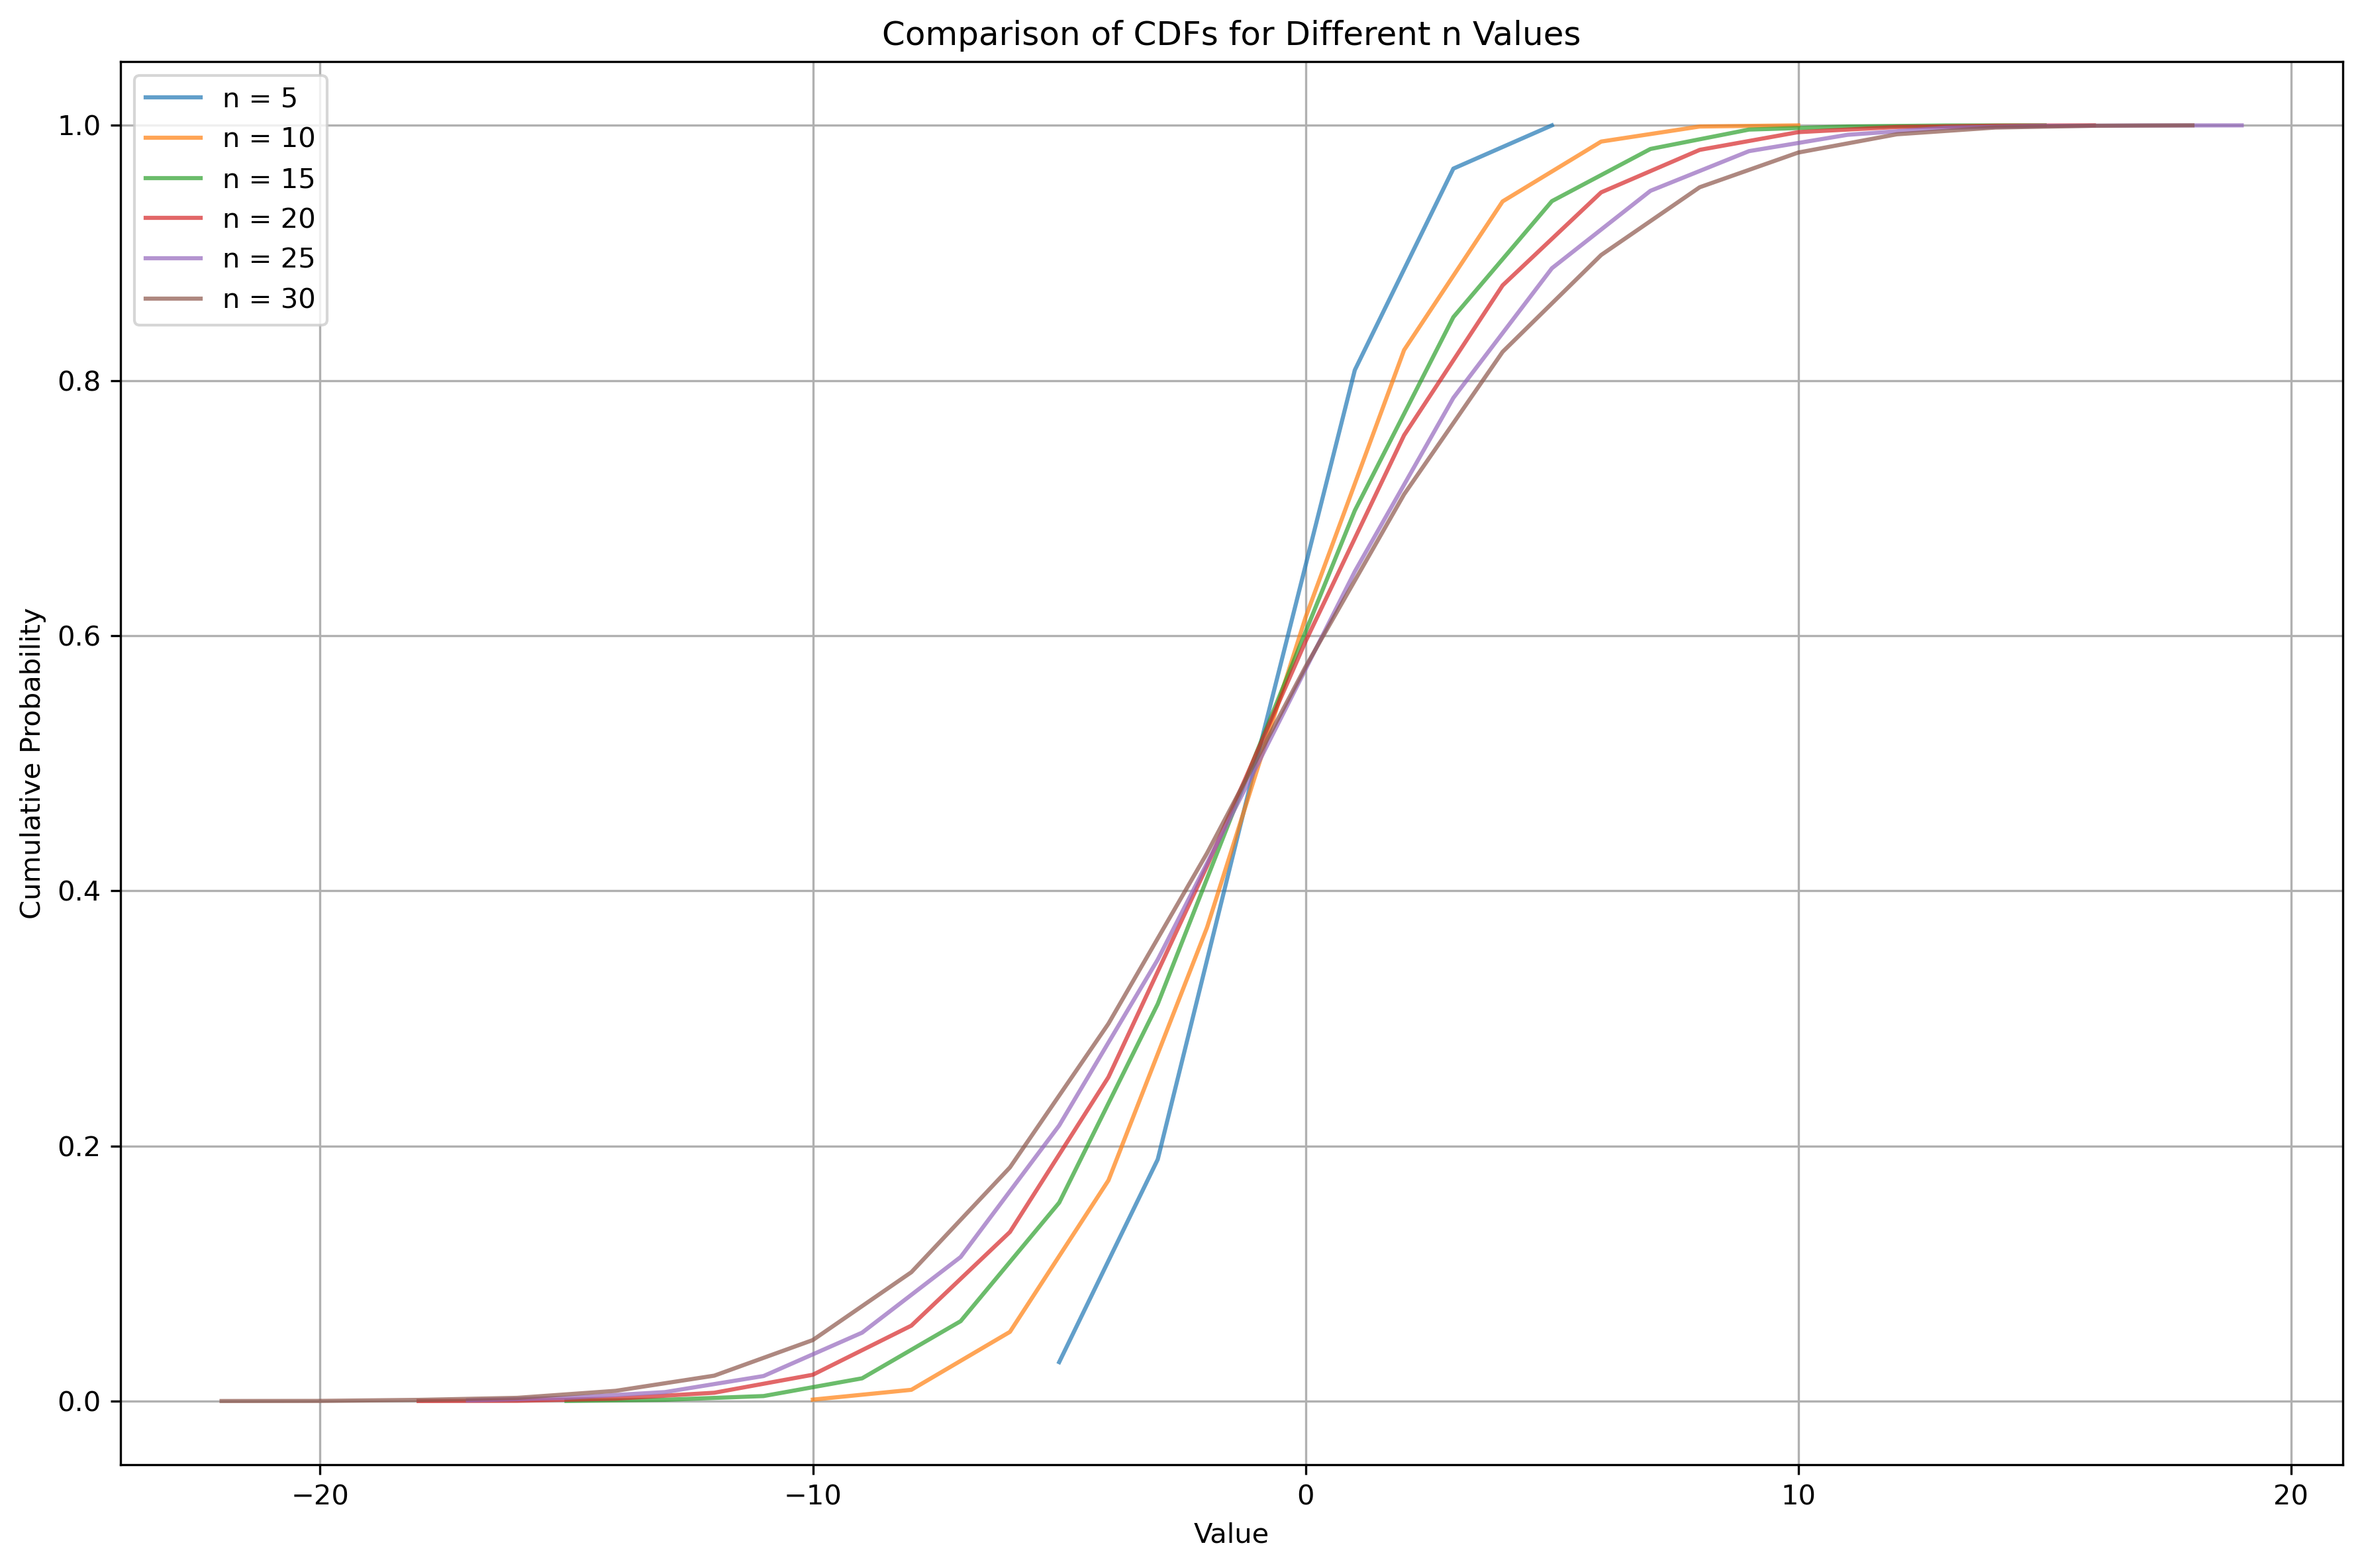 Comparison of CDFs for Different n Values
n = 5
n = 10
n = 15
n = 20
n = 25
n = 30
1.0
0.8
0.6
0.4
0.2
0.0
Cumulative Probability
−20
−10
0
10
20
Value